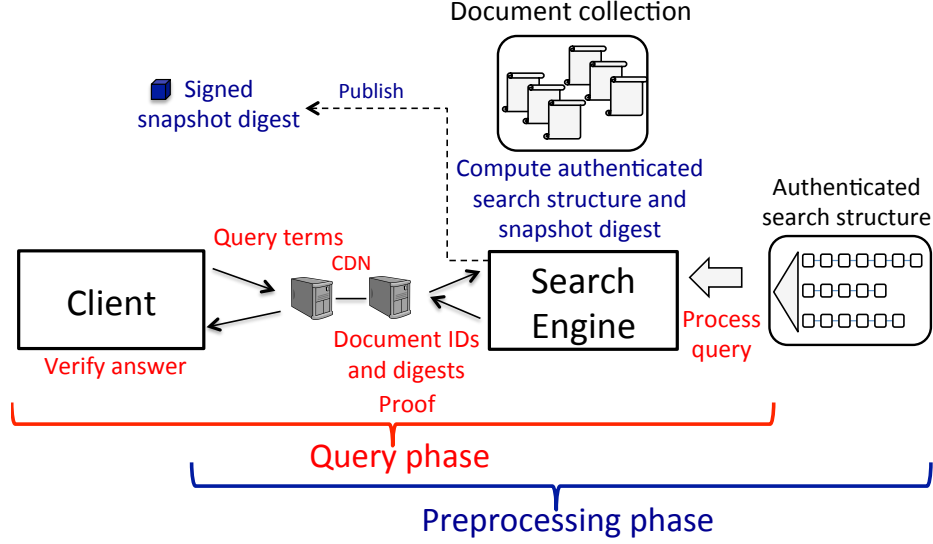 Document collection
Signed
snapshot digest
Publish
Compute authenticated
search structure and
snapshot digest
Authenticated
search structure
Query terms
CDN
Client
Search
Engine
Process
query
Verify answer
Document IDs
and digests
Proof
Query phase
Preprocessing phase